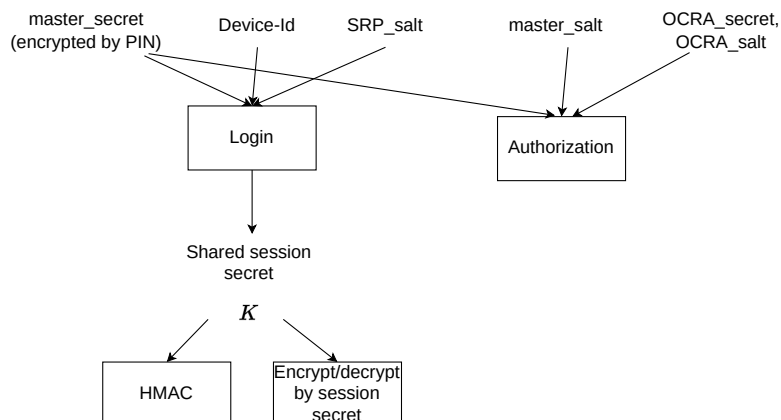 master_secret
(encrypted by PIN)
Device-Id
SRP_salt
master_salt
OCRA_secret,
OCRA_salt
Login
Authorization
Shared session
secret
K
HMAC
Encrypt/decrypt
by session
secret